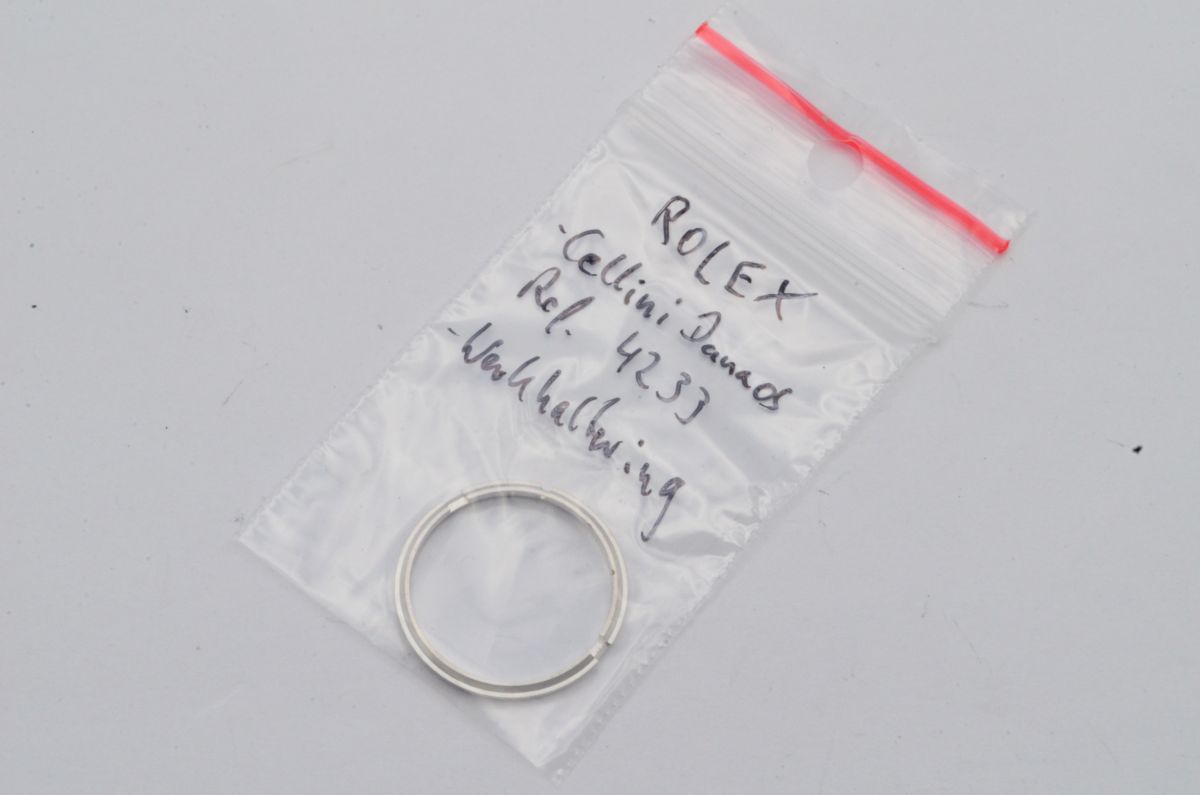 ROLEX
-Cellini Danaos
Ref. 4233
-Werkhaltering